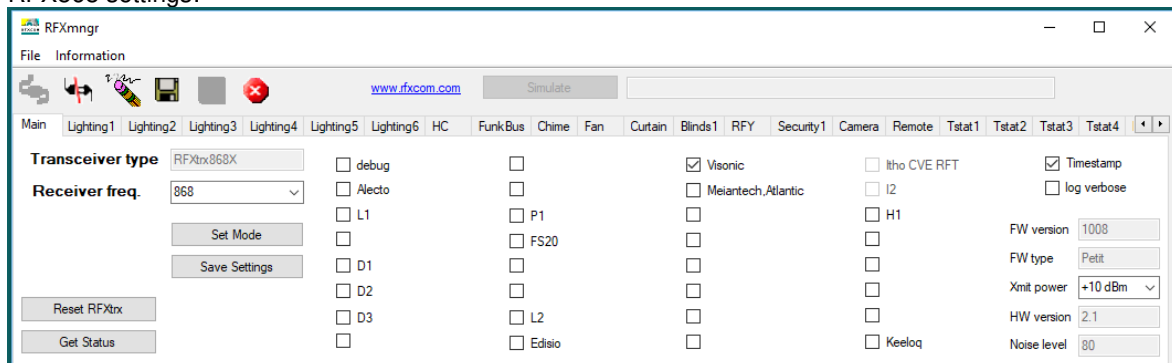 RFXmngr
File Information
www.rfxcom.com Simulate
Main Lighting1 Lighting2 Lighting3 Lighting4 Lighting5 Lighting6 HC FunkBus Chime Fan Curtain Blinds1 RFY Security1 Camera Remote Tstat1 Tstat2 Tstat3 Tstat4
Transceiver type RFXtrx868X debug Visonic Itho CVE RFT Timestamp
Receiver freq. 868 Alecto Meiantech,Atlantic I2 log verbose
L1 P1 H1
Set Mode FS20 FW version 1008
Save Settings D1 FW type Petit
D2 Xmit power +10 dBm
Reset RFXtrx D3 L2 HW version 2.1
Get Status Edisio Keeloq Noise level 80